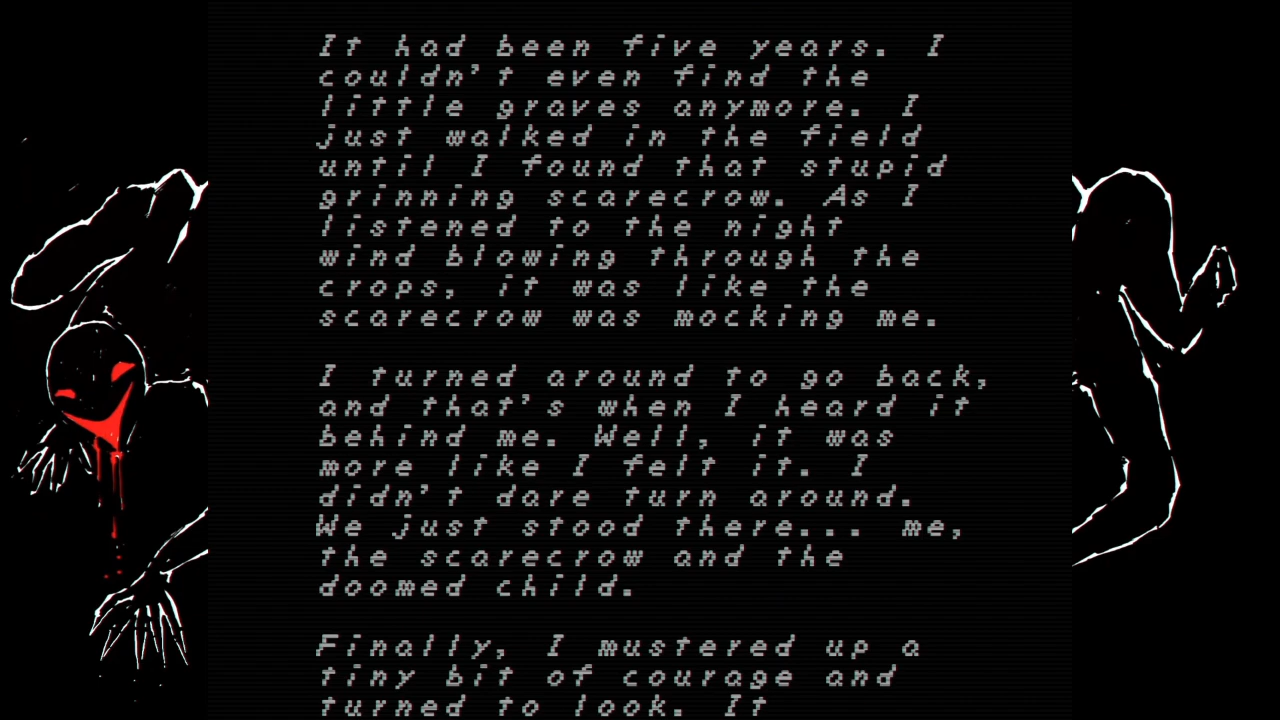 It had been five years. I
couldn't even find the
little graves anymore. I
just walked in the field
until I found that stupid
grinning scarecrow. As I
listened to the night
wind blowing through the
crops, it was like the
scarecrow was mocking me.
I turned around to go back,
and that's when I heard it
behind me. Well, it was
more like I felt it. I
didn't dare turn around.
We just stood there... me,
the scarecrow and the
doomed child.
Finally, I mustered up a
tiny bit of courage and
turned to look. It